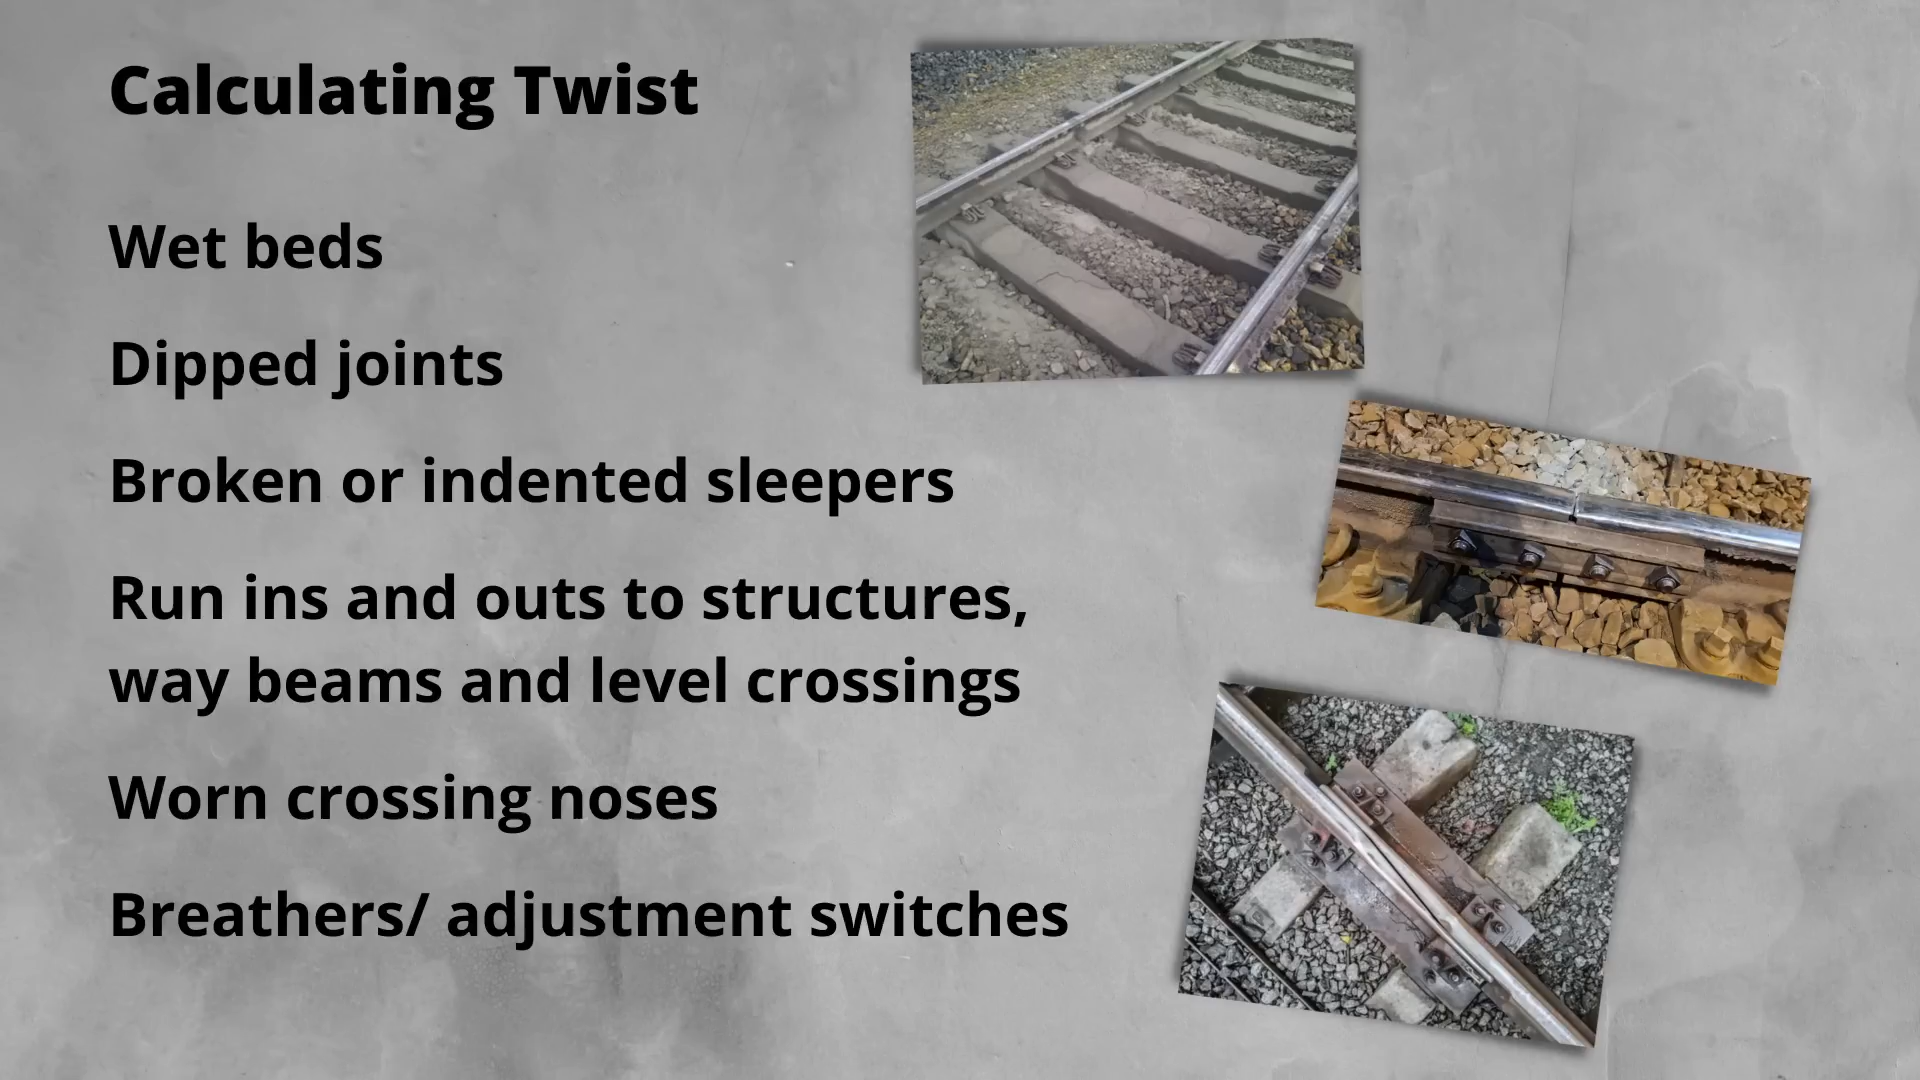 Calculating Twist
Wet beds
Dipped joints
Broken or indented sleepers
Run ins and outs to structures,
way beams and level crossings
Worn crossing noses
Breathers/ adjustment switches